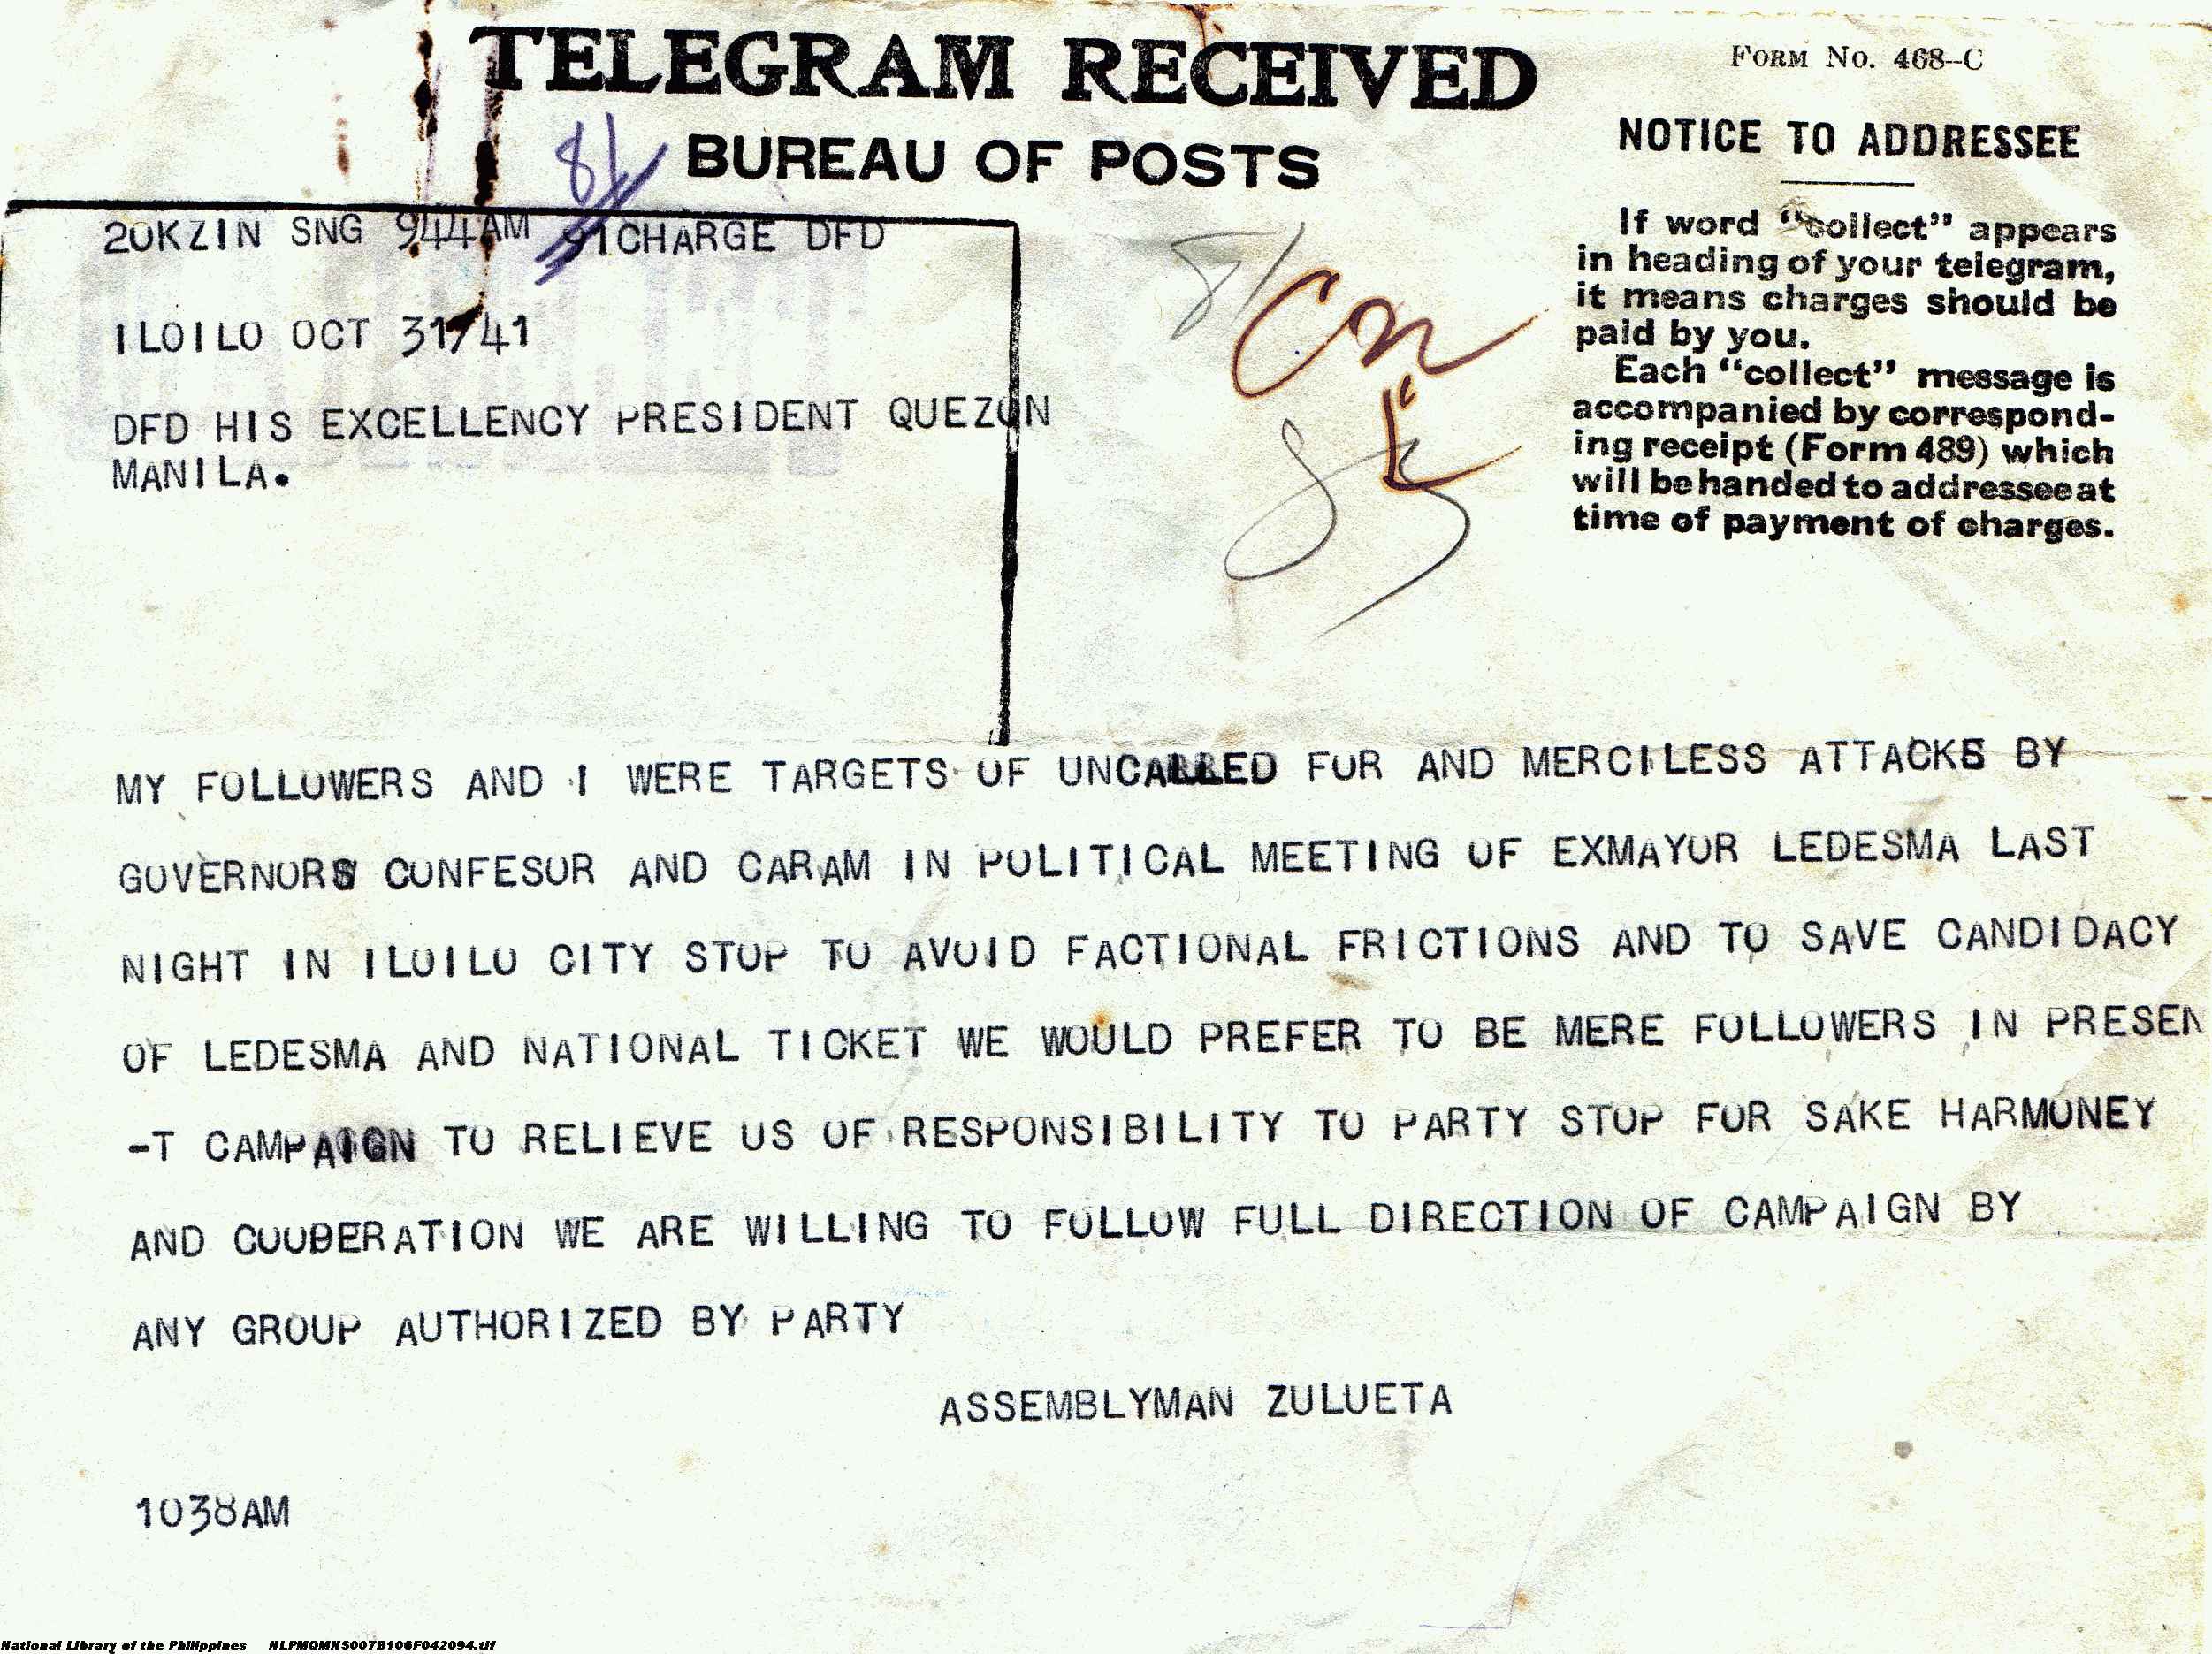 TELEGRAM RECEIVED
BUREAU OF POSTS
FORM NO. 468-C
NOTICE TO ADDRESSEE
If word "collect" appears
in heading of your telegram,
it means charges should be
paid by you.
Each "collect" message is
accompanied by correspond-
ing receipt (Form 489) which
will be handed to addressee at
time of payment of charges.
81
20KZIN SNG 944AM 91CHARGE DFD
81
ILOILO OCT 31/41
DFD HIS EXCELLENCY PRESIDENT QUEZON
MANILA.
MY FOLLOWERS AND I WERE TARGETS OF UNCALLED FOR AND MERCILESS ATTACKS BY
GOVERNORS CONFESOR AND CARAM IN POLITICAL MEETING OF EXMAYOR LEDESMA LAST
NIGHT IN ILOILO CITY STOP TO AVOID FACTIONAL FRICTIONS AND TO SAVE CANDIDACY
OF LEDESMA AND NATIONAL TICKET WE WOULD PREFER TO BE MERE FOLLOWERS IN PRESEN
-T CAMPAIGN TO RELIEVE US OF RESPONSIBILITY TO PARTY STOP FOR SAKE HARMONEY
AND COOPERATION WE ARE WILLING TO FOLLOW FULL DIRECTION OF CAMPAIGN BY
ANY GROUP AUTHORIZED BY PARTY
ASSEMBLYMAN ZULUETA
1038AM
National Library of the Philippines NLPMQMNS007B106F042094.tif